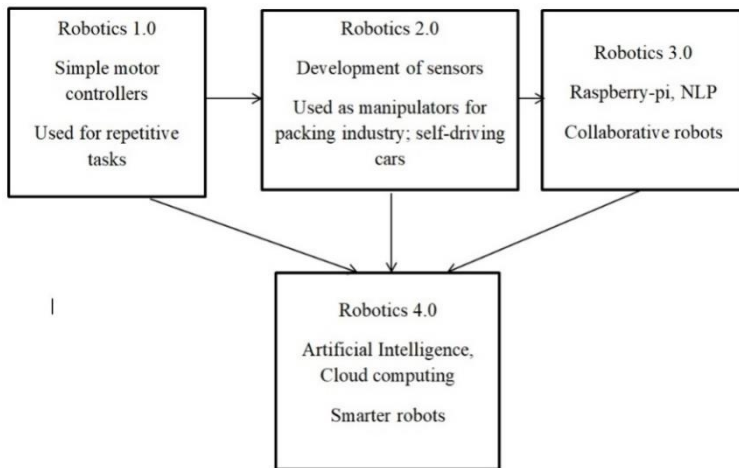 Robotics 1.0
Simple motor
controllers
Used for repetitive
tasks
Robotics 2.0
Development of sensors
Used as manipulators for
packing industry; self-driving
cars
Robotics 3.0
Raspberry-pi, NLP
Collaborative robots
Robotics 4.0
Artificial Intelligence,
Cloud computing
Smarter robots